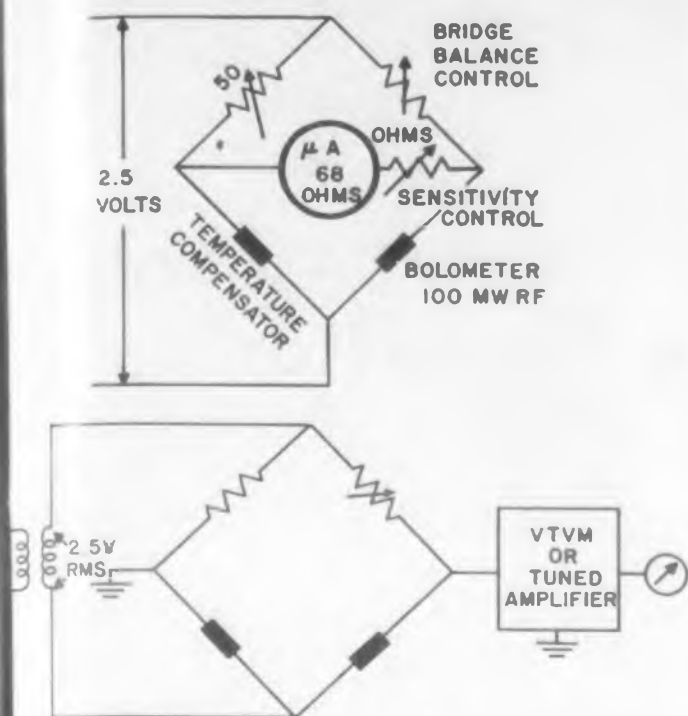 BRIDGE
BALANCE
CONTROL
50
OHMS
μA
68
OHMS
2.5
VOLTS
SENSITIVITY
CONTROL
TEMPERATURE
COMPENSATOR
BOLOMETER
100 MW RF
2.5V
RMS
VTVM
OR
TUNED
AMPLIFIER